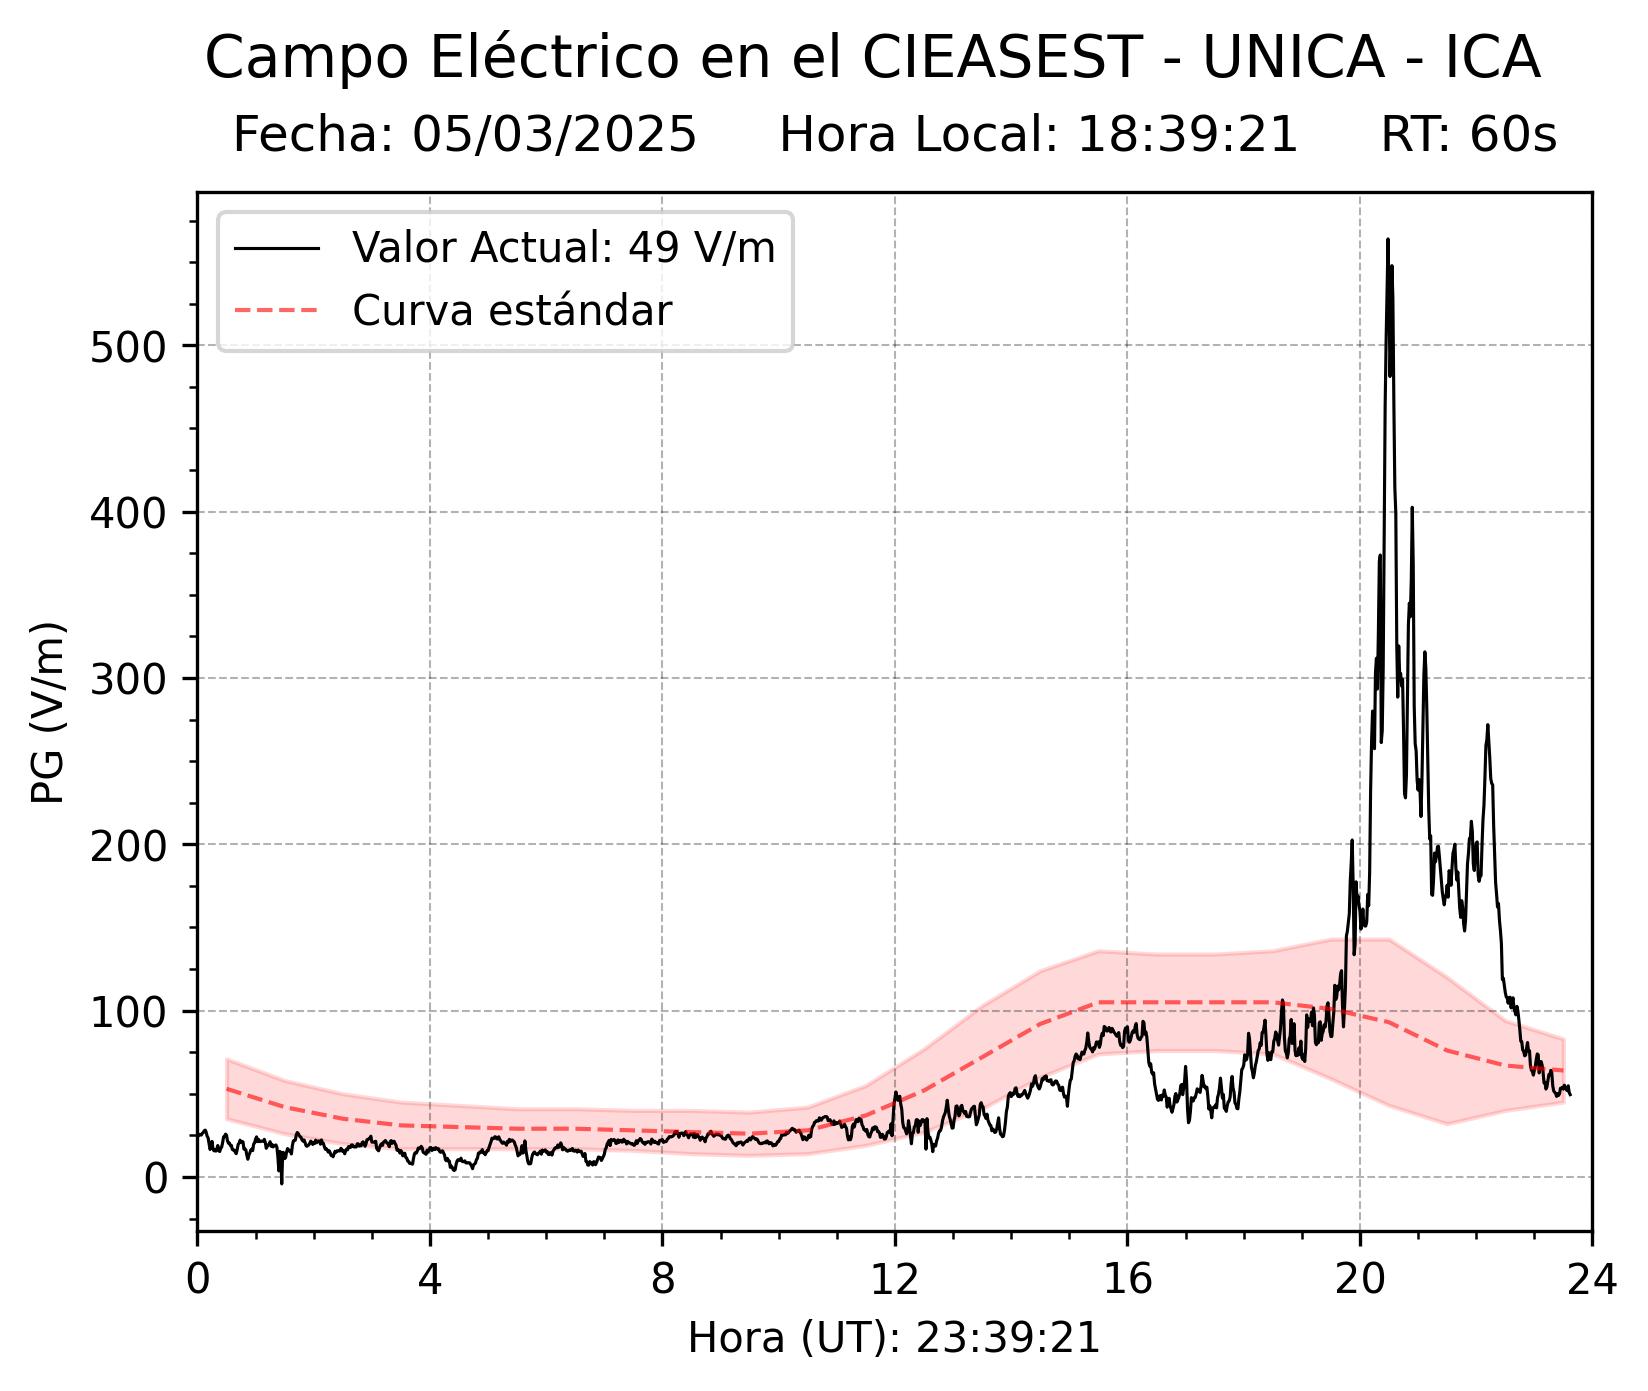 Campo Eléctrico en el CIEASEST - UNICA - ICA
Fecha: 05/03/2025 Hora Local: 18:39:21 RT: 60s
Valor Actual: 49 V/m
Curva estándar
PG (V/m)
500
400
300
200
100
0
0 4 8 12 16 20 24
Hora (UT): 23:39:21